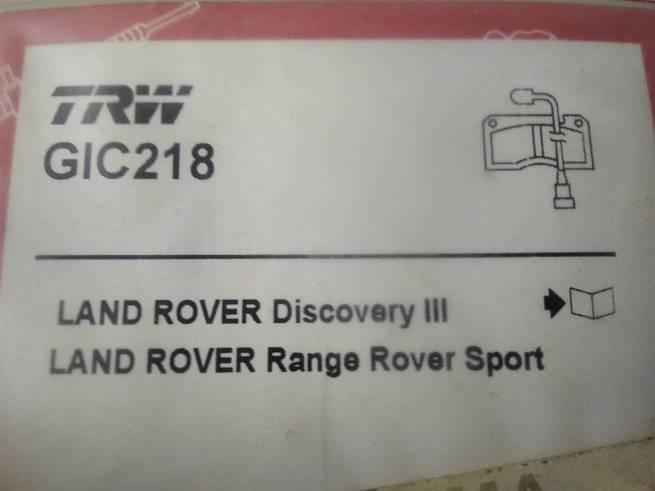 TRW
GIC218
LAND ROVER Discovery III
LAND ROVER Range Rover Sport